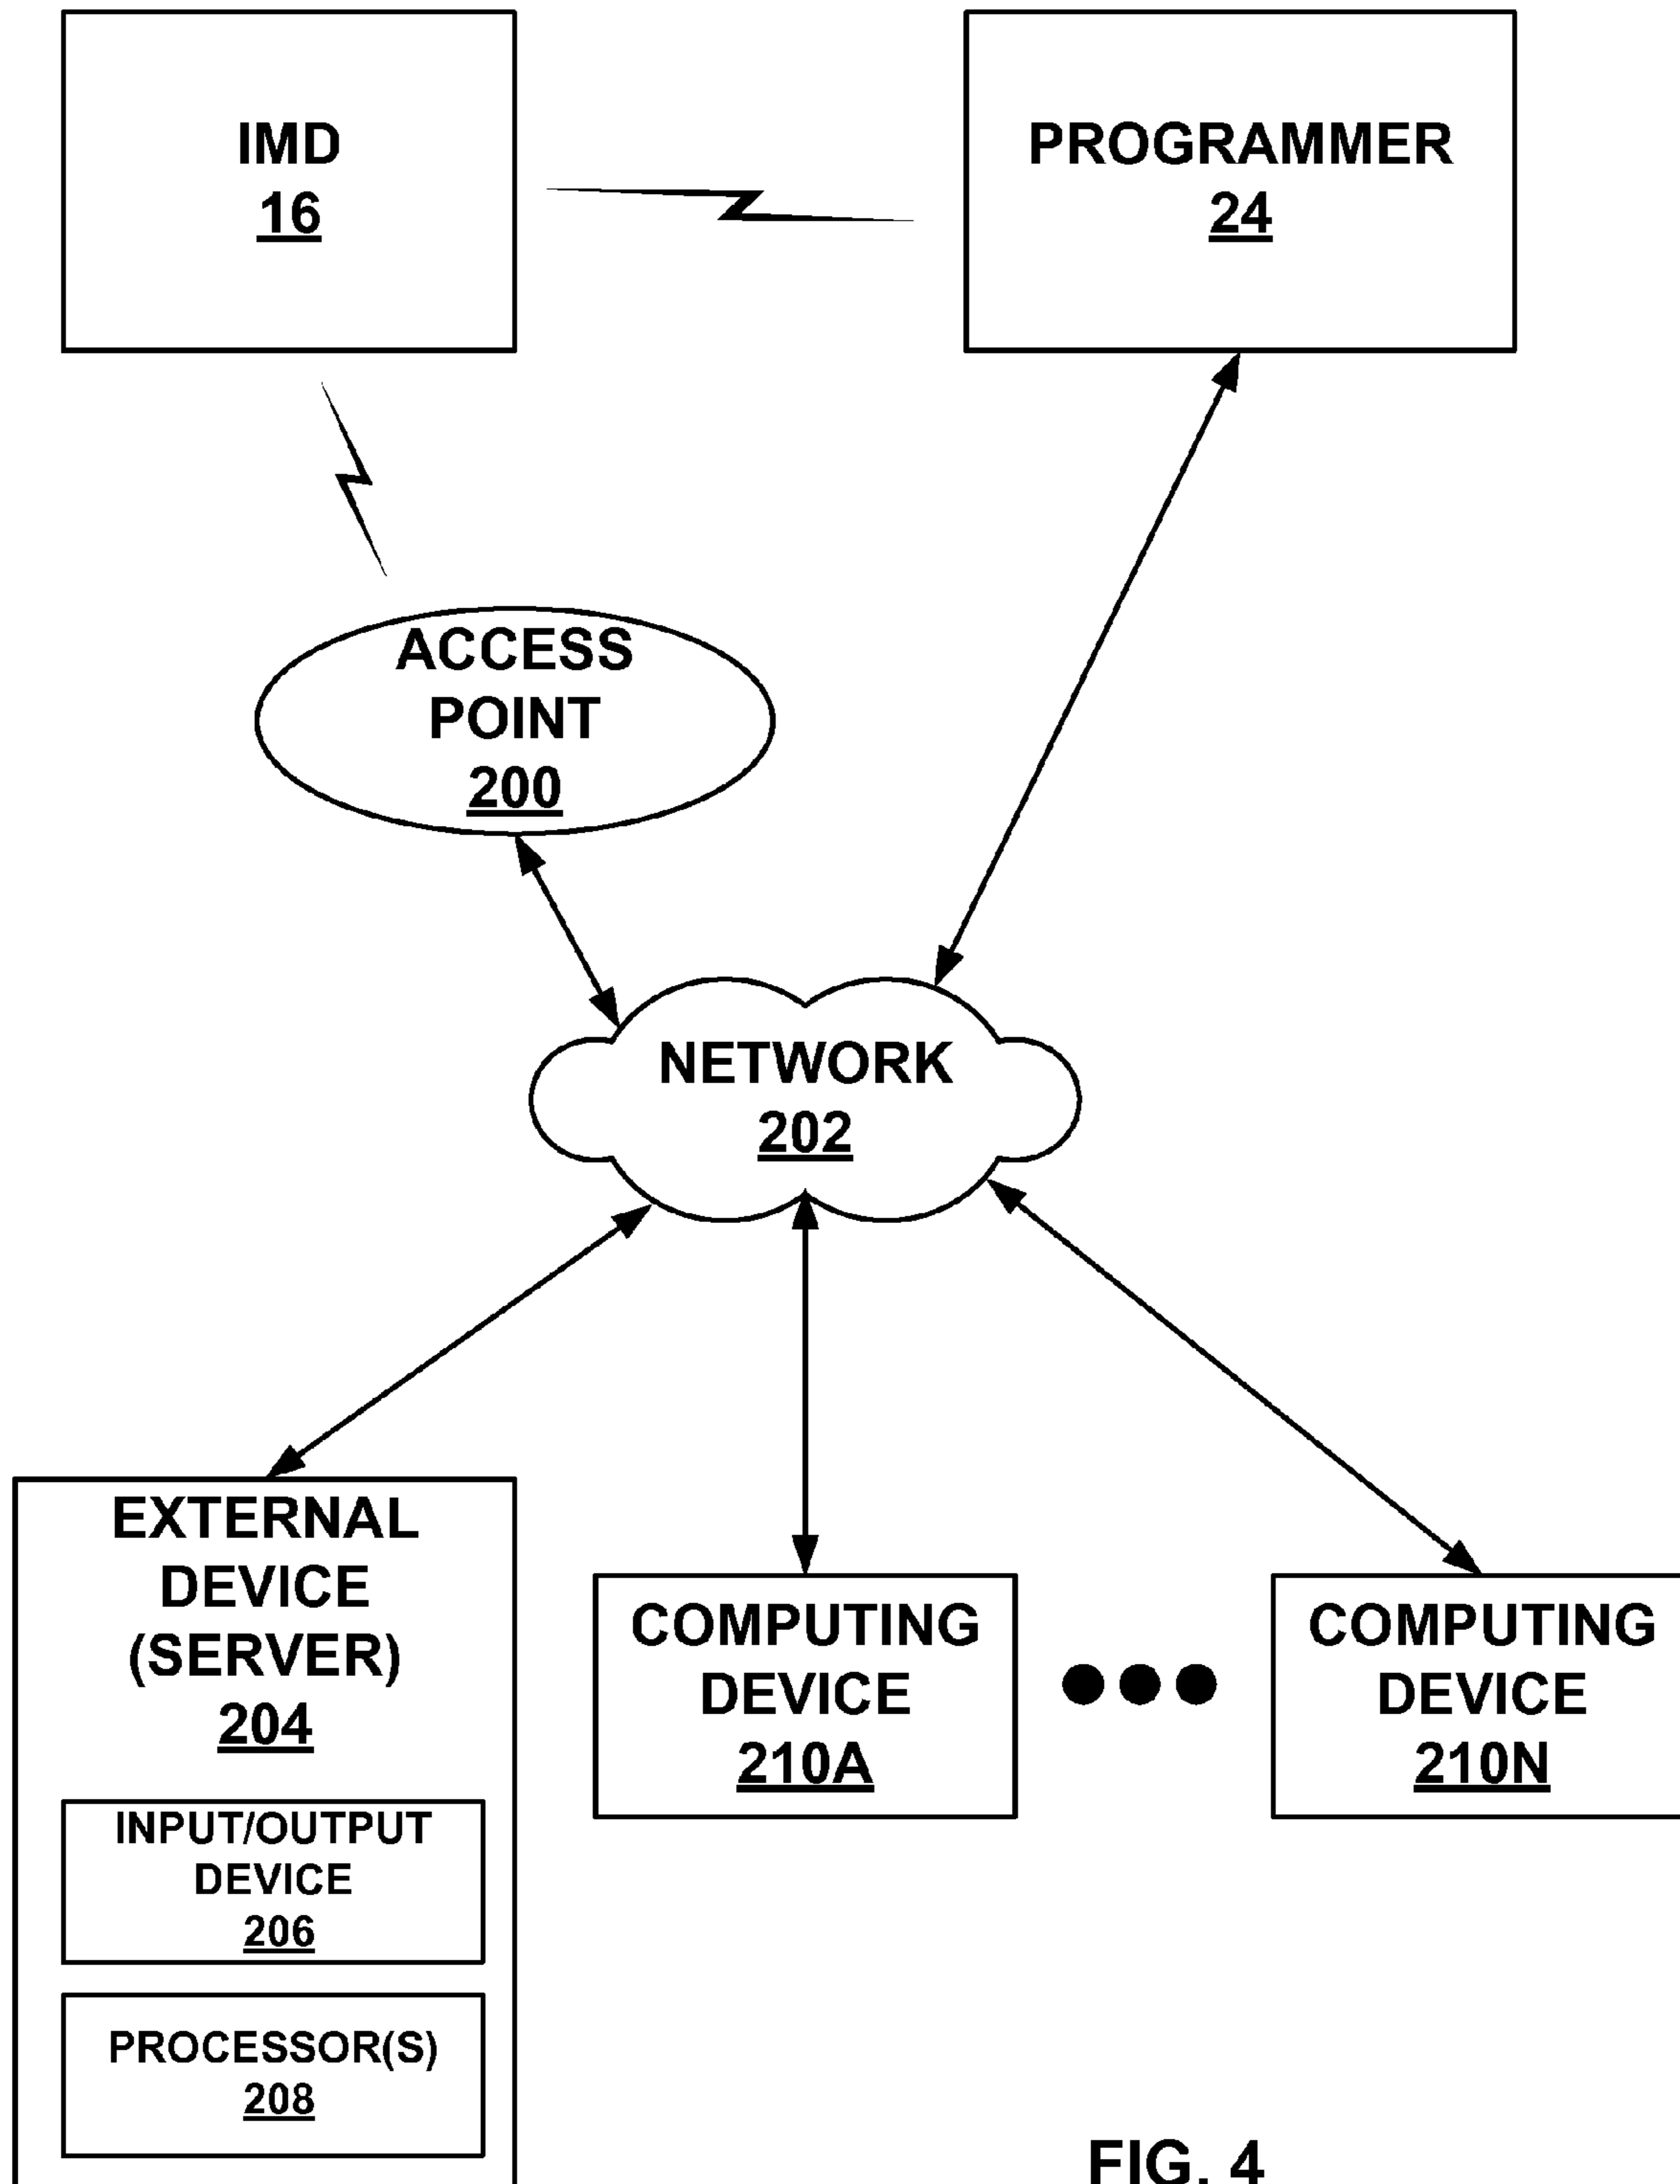 IMD
16
PROGRAMMER
24
ACCESS
POINT
200
NETWORK
202
EXTERNAL
DEVICE
(SERVER)
204
INPUT/OUTPUT
DEVICE
206
PROCESSOR(S)
208
COMPUTING
DEVICE
210A
COMPUTING
DEVICE
210N
FIG. 4